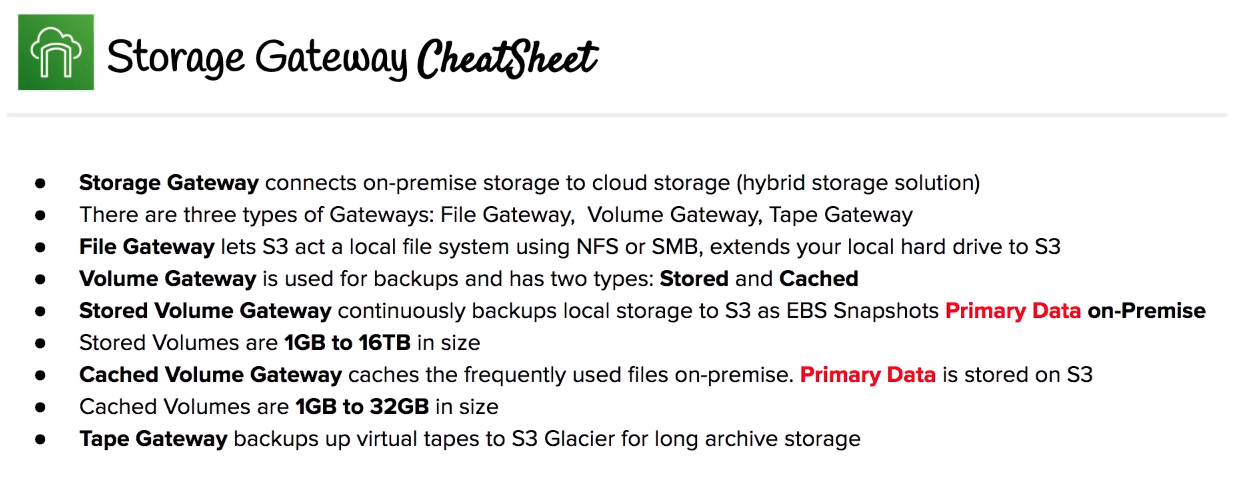 Storage Gateway CheatSheet
● Storage Gateway connects on-premise storage to cloud storage (hybrid storage solution)
● There are three types of Gateways: File Gateway,  Volume Gateway, Tape Gateway
● File Gateway lets S3 act a local file system using NFS or SMB, extends your local hard drive to S3
● Volume Gateway is used for backups and has two types: Stored and Cached
● Stored Volume Gateway continuously backups local storage to S3 as EBS Snapshots Primary Data on-Premise
● Stored Volumes are 1GB to 16TB in size
● Cached Volume Gateway caches the frequently used files on-premise. Primary Data is stored on S3
● Cached Volumes are 1GB to 32GB in size
● Tape Gateway backups up virtual tapes to S3 Glacier for long archive storage